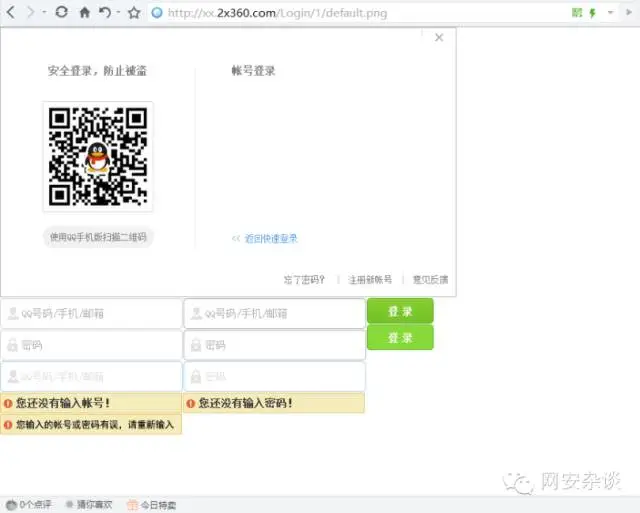 http://xx.2x360.com/Login/1/default.png
安全登录，防止被盗
帐号登录
使用QQ手机版扫描二维码
<< 返回快速登录
忘了密码? | 注册新帐号 | 意见反馈
QQ号码/手机/邮箱
QQ号码/手机/邮箱
登 录
密码
密码
登 录
QQ号码/手机/邮箱
密码
您还没有输入帐号！
您还没有输入密码！
您输入的帐号或密码有误，请重新输入
网安杂谈
0个点评
猜你喜欢
今日特卖